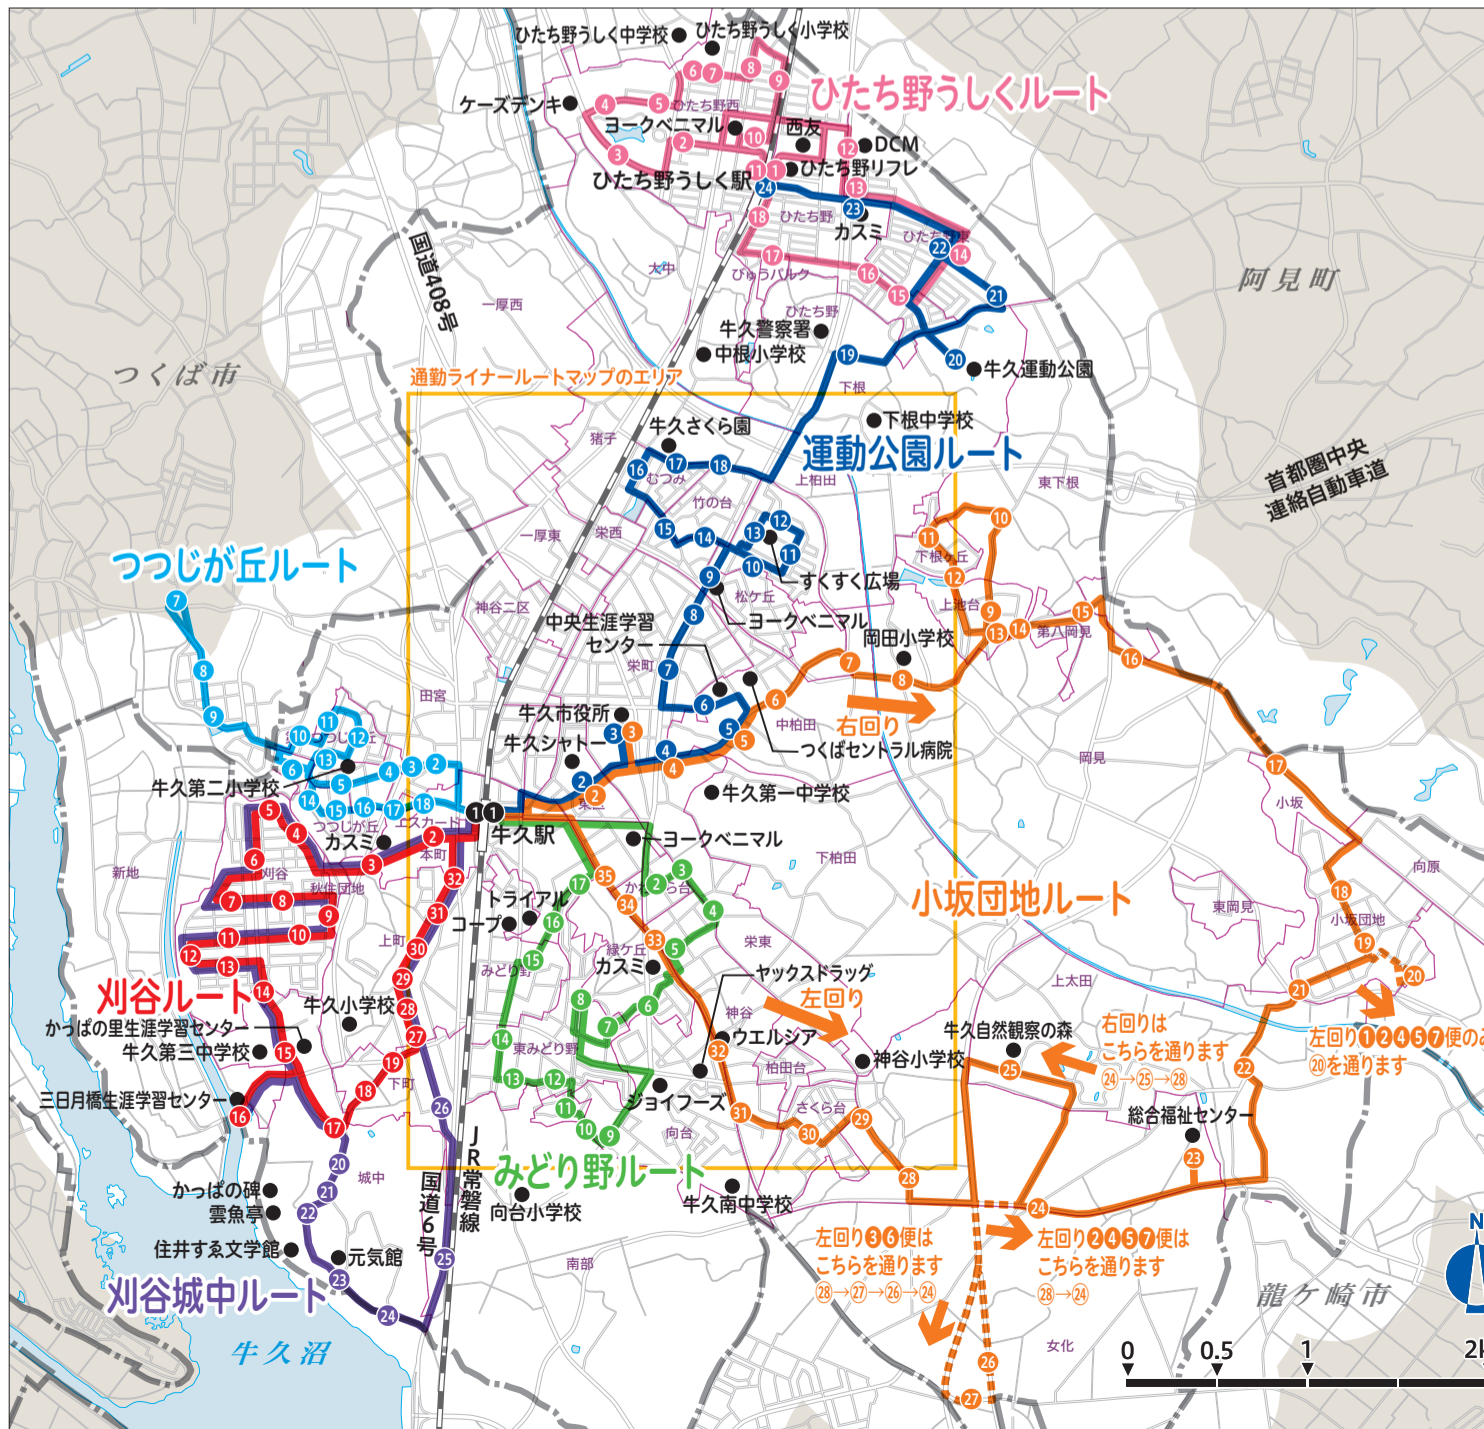 ひたち野うしく中学校
ひたち野うしく小学校
ひたち野うしくルート
ケーズデンキ
ひたち野西
ヨークベニマル
西友
DCM
ひたち野うしく駅
ひたち野リフレ
ひたち野
カスミ
ひたち野東
国道408号
大中
びゅうパルク
阿見町
一厚西
ひたち野
牛久警察署
中根小学校
牛久運動公園
つくば市
通勤ライナールートマップのエリア
下根
下根中学校
猪子
牛久さくら園
運動公園ルート
むつみ
上柏田
東下根
首都圏中央
連絡自動車道
竹の台
一厚東
栄西
つつじが丘ルート
下根ヶ丘
すくすく広場
神谷二区
松ケ丘
上池台
中央生涯学習
センター
ヨークベニマル
岡田小学校
第八岡見
栄町
田宮
牛久市役所
中柏田
右回り
牛久シャトー
つくばセントラル病院
岡見
牛久第二小学校
牛久第一中学校
小坂
つつじが丘
エスカード
東区
牛久駅
カスミ
本町
ヨークベニマル
下柏田
向原
新地
刈谷
秋住団地
トライアル
小坂団地ルート
東岡見
小坂団地
コープ
上町
緑ケ丘
栄東
みどり野
カスミ
ヤックスドラッグ
上太田
刈谷ルート
牛久小学校
神谷
左回り
かっぱの里生涯学習センター
ウエルシア
牛久自然観察の森
右回りは
こちらを通ります
㉔→㉕→㉘
左回り❶❷❹❺❼便のみ
⑳を通ります
牛久第三中学校
東みどり野
神谷小学校
柏田台
三日月橋生涯学習センター
下町
ジョイフーズ
さくら台
総合福祉センター
向台
JR常磐線
国道6号
みどり野ルート
城中
かっぱの碑
雲魚亭
向台小学校
牛久南中学校
住井すゑ文学館
元気館
南部
左回り❸❻便は
こちらを通ります
㉘→㉗→㉖→㉔
左回り❷❹❺❼便は
こちらを通ります
㉘→㉔
刈谷城中ルート
龍ケ崎市
牛久沼
女化
N
0 0.5 1